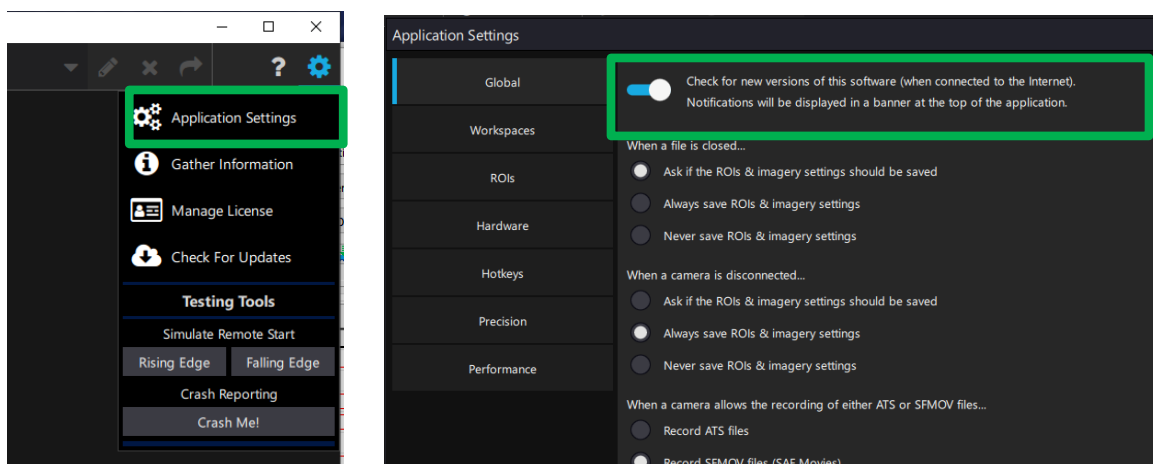 ?
Application Settings
Gather Information
Manage License
Check For Updates
Testing Tools
Simulate Remote Start
Rising Edge
Falling Edge
Crash Reporting
Crash Me!
Application Settings
Global
Workspaces
ROIs
Hardware
Hotkeys
Precision
Performance
Check for new versions of this software (when connected to the Internet).
Notifications will be displayed in a banner at the top of the application.
When a file is closed...
Ask if the ROIs & imagery settings should be saved
Always save ROIs & imagery settings
Never save ROIs & imagery settings
When a camera is disconnected...
Ask if the ROIs & imagery settings should be saved
Always save ROIs & imagery settings
Never save ROIs & imagery settings
When a camera allows the recording of either ATS or SFMOV files...
Record ATS files
Record SFMOV files (SAF Movies)